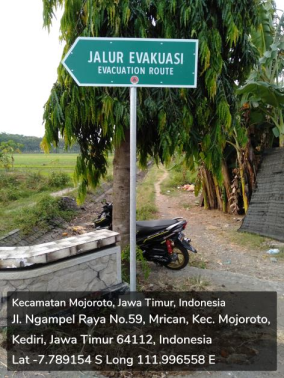 JALUR EVAKUASI
EVACUATION ROUTE
Kecamatan Mojoroto, Jawa Timur, Indonesia
Jl. Ngampel Raya No.59, Mrican, Kec. Mojoroto,
Kediri, Jawa Timur 64112, Indonesia
Lat -7.789154 S Long 111.996558 E